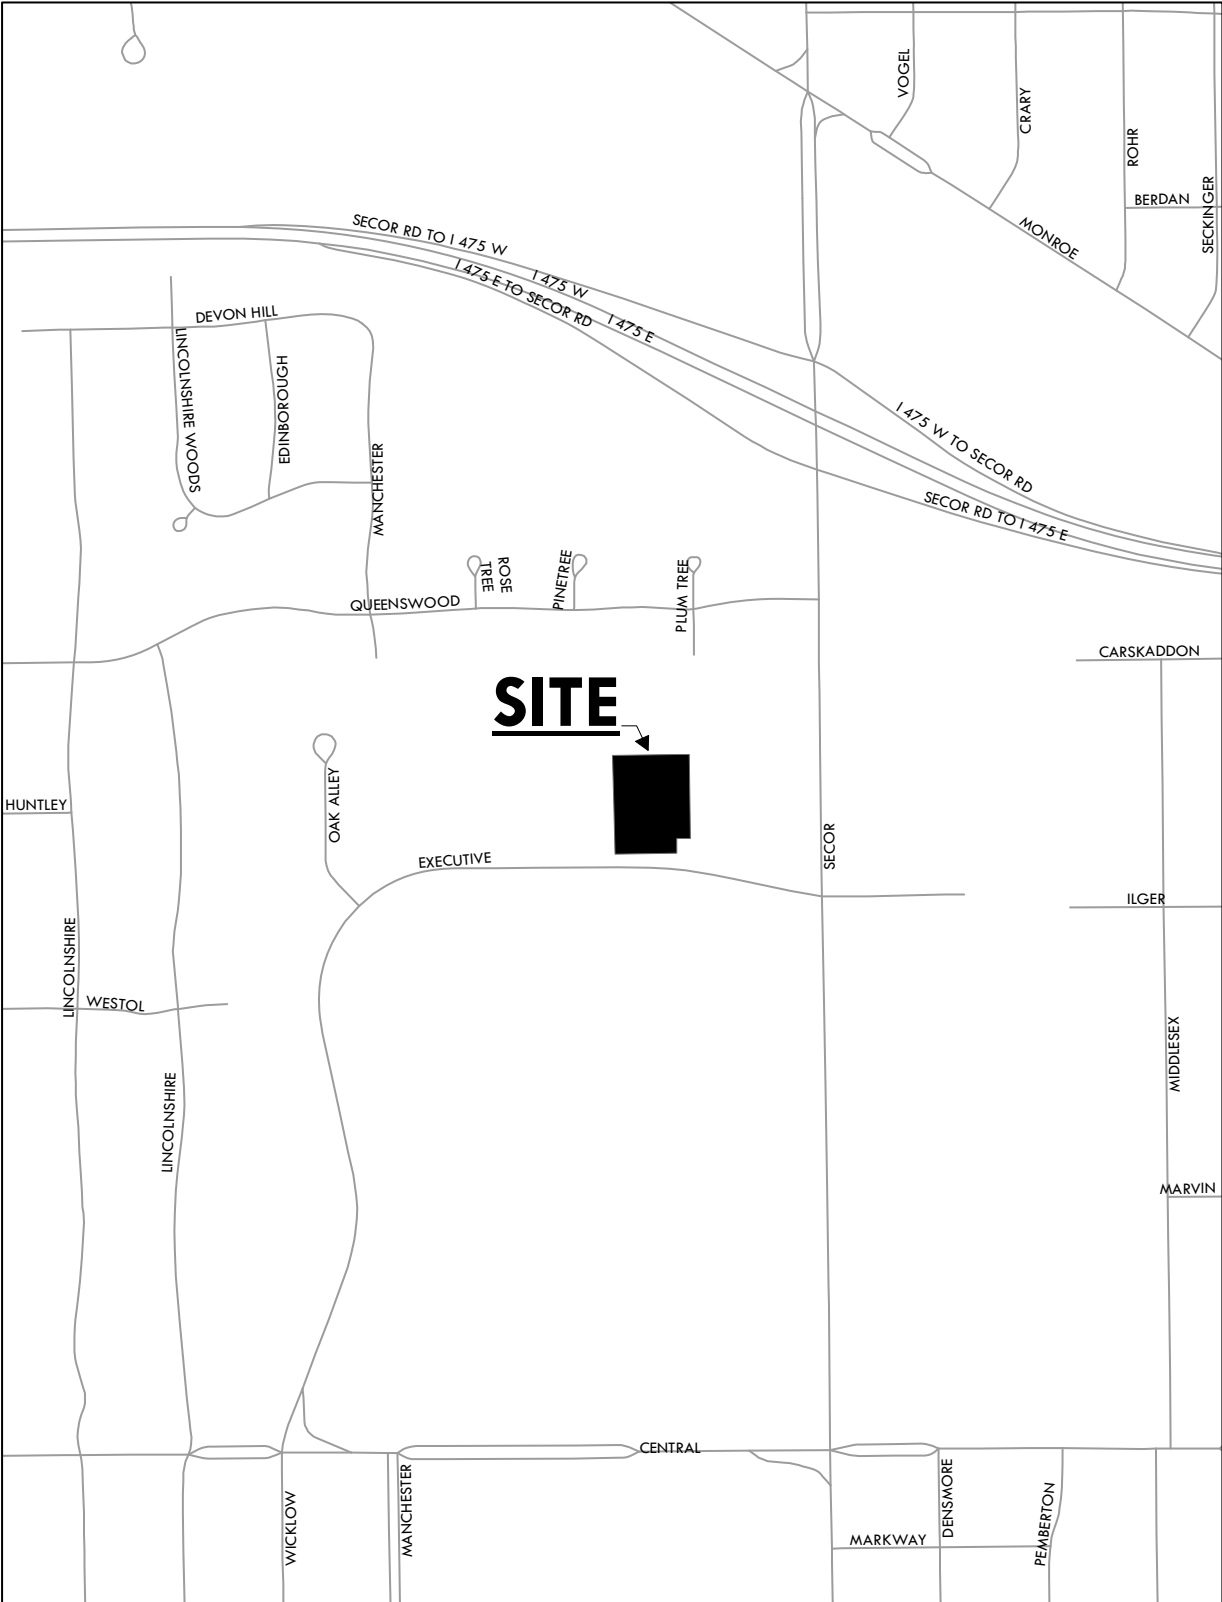 VOGEL
CRARY
ROHR
BERDAN
SECKINGER
MONROE
SECOR RD TO I 475 W
I 475 W
I 475 E TO SECOR RD
I 475 E
DEVON HILL
LINCOLNSHIRE WOODS
EDINBOROUGH
MANCHESTER
I 475 W TO SECOR RD
SECOR RD TO I 475 E
ROSE
TREE
PINETREE
PLUM TREE
QUEENSWOOD
CARSKADDON
SITE
OAK ALLEY
HUNTLEY
EXECUTIVE
SECOR
ILGER
LINCOLNSHIRE
WESTOL
MIDDLESEX
LINCOLNSHIRE
MARVIN
CENTRAL
WICKLOW
MANCHESTER
DENSMORE
PEMBERTON
MARKWAY